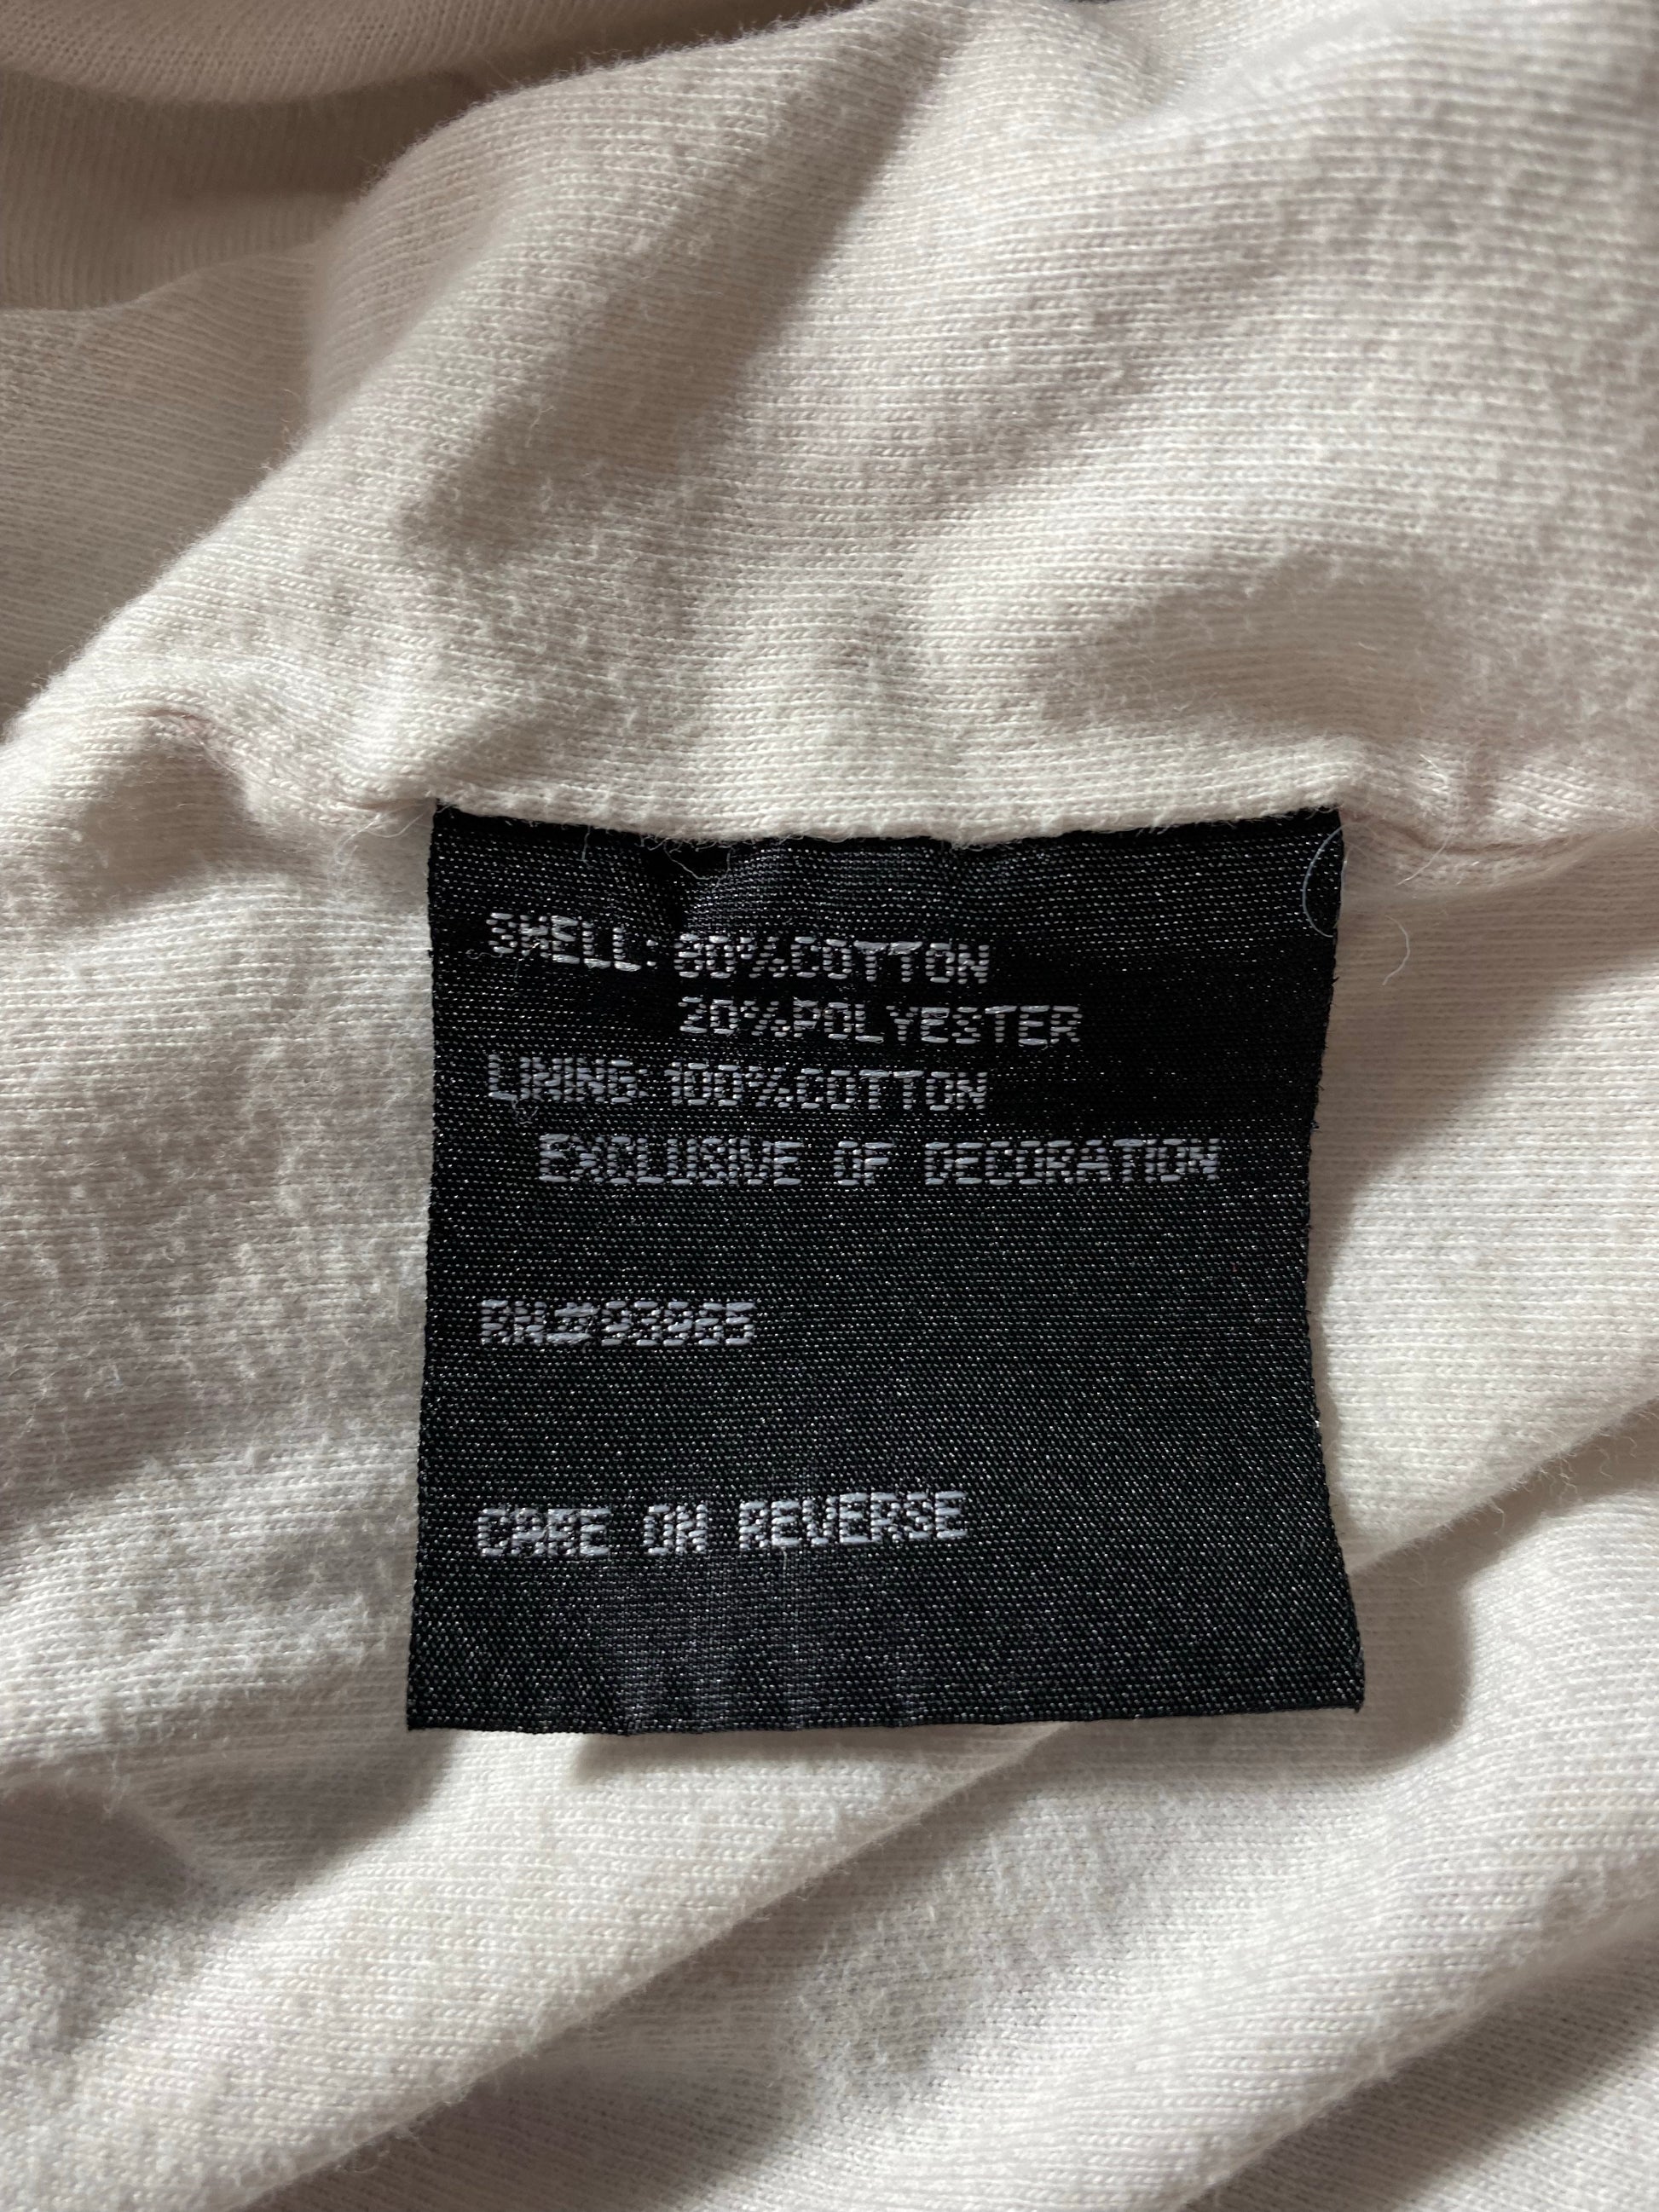 SHELL: 80%COTTON
20%POLYESTER
LINING: 100%COTTON
EXCLUSIVE OF DECORATION
CARE ON REVERSE